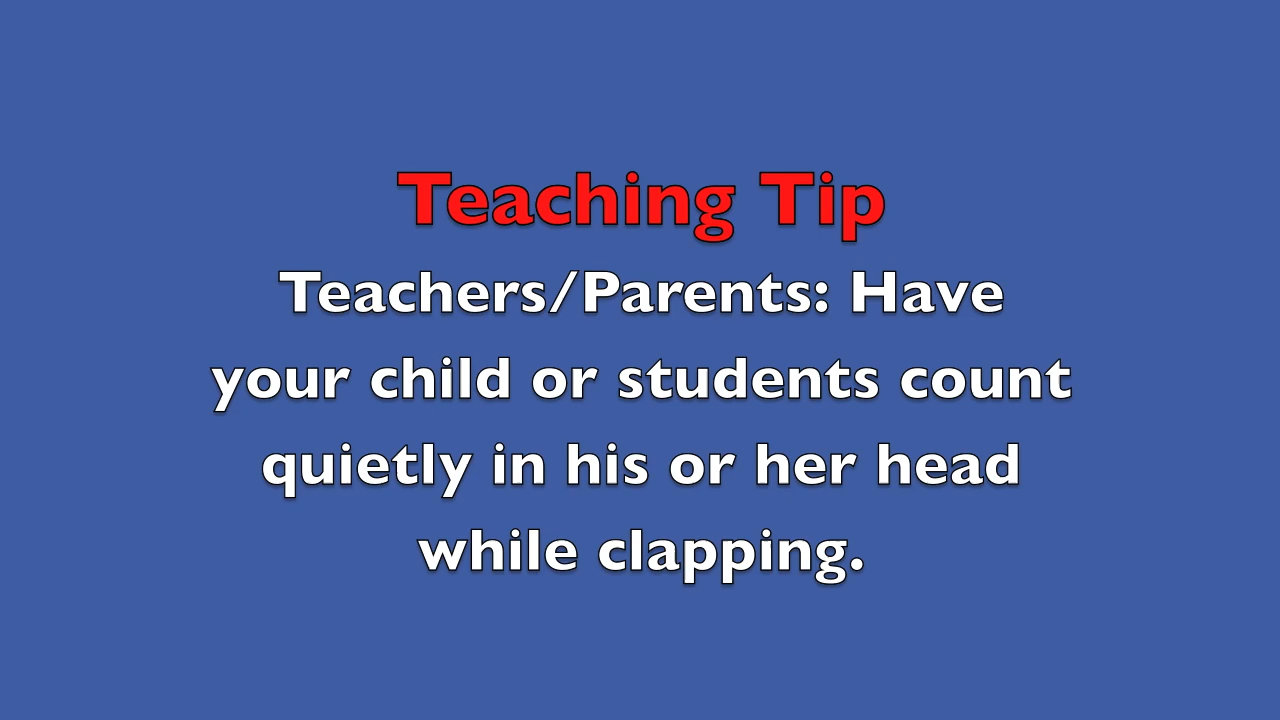 Teaching Tip
Teachers/Parents: Have
your child or students count
quietly in his or her head
while clapping.